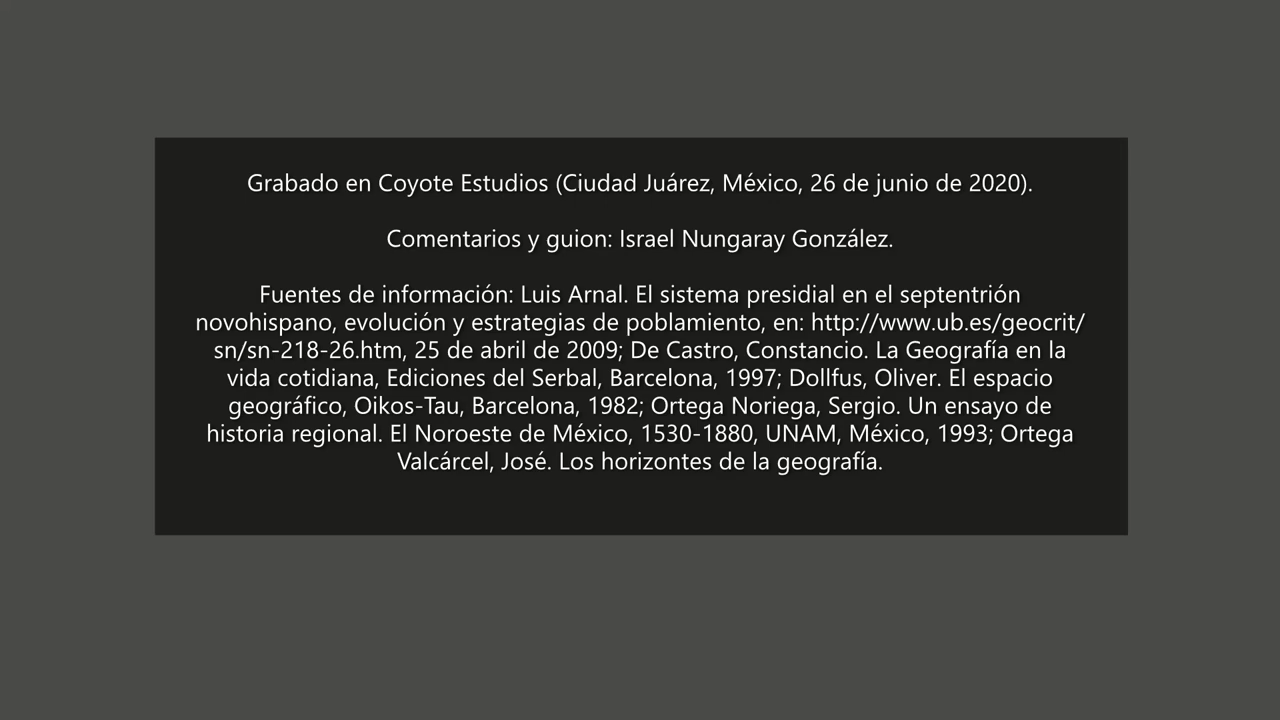 Grabado en Coyote Estudios (Ciudad Juárez, México, 26 de junio de 2020).
Comentarios y guion: Israel Nungaray González.
Fuentes de información: Luis Arnal. El sistema presidial en el septentrión
novohispano, evolución y estrategias de poblamiento, en: http://www.ub.es/geocrit/
sn/sn-218-26.htm, 25 de abril de 2009; De Castro, Constancio. La Geografía en la
vida cotidiana, Ediciones del Serbal, Barcelona, 1997; Dollfus, Oliver. El espacio
geográfico, Oikos-Tau, Barcelona, 1982; Ortega Noriega, Sergio. Un ensayo de
historia regional. El Noroeste de México, 1530-1880, UNAM, México, 1993; Ortega
Valcárcel, José. Los horizontes de la geografía.